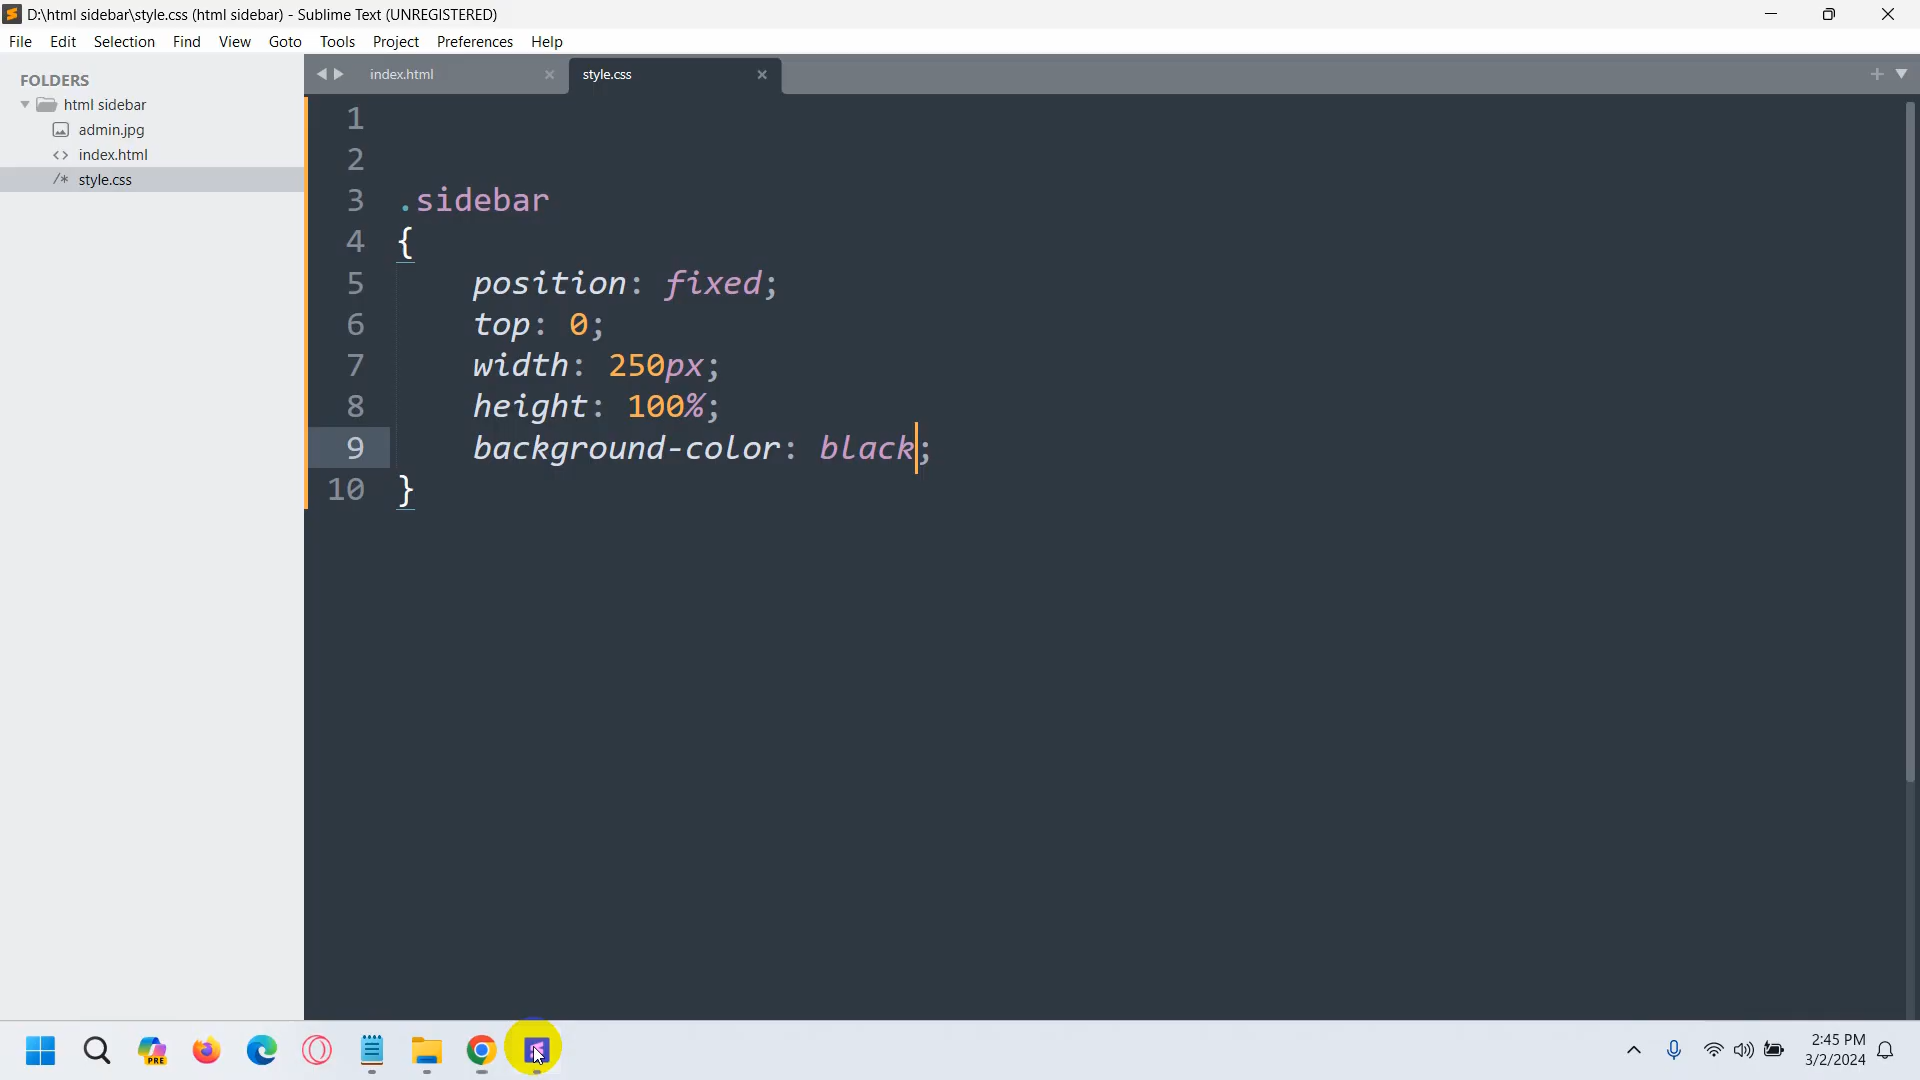 D:\html sidebar\style.css (html sidebar) - Sublime Text (UNREGISTERED)
File Edit Selection Find View Goto Tools Project Preferences Help
FOLDERS
html sidebar
admin.jpg
<> index.html
/* style.css
index.html
style.css
1
2
3 .sidebar
4 {
5 position: fixed;
6 top: 0;
7 width: 250px;
8 height: 100%;
9 background-color: black;
10 }
PRE
2:45 PM
3/2/2024